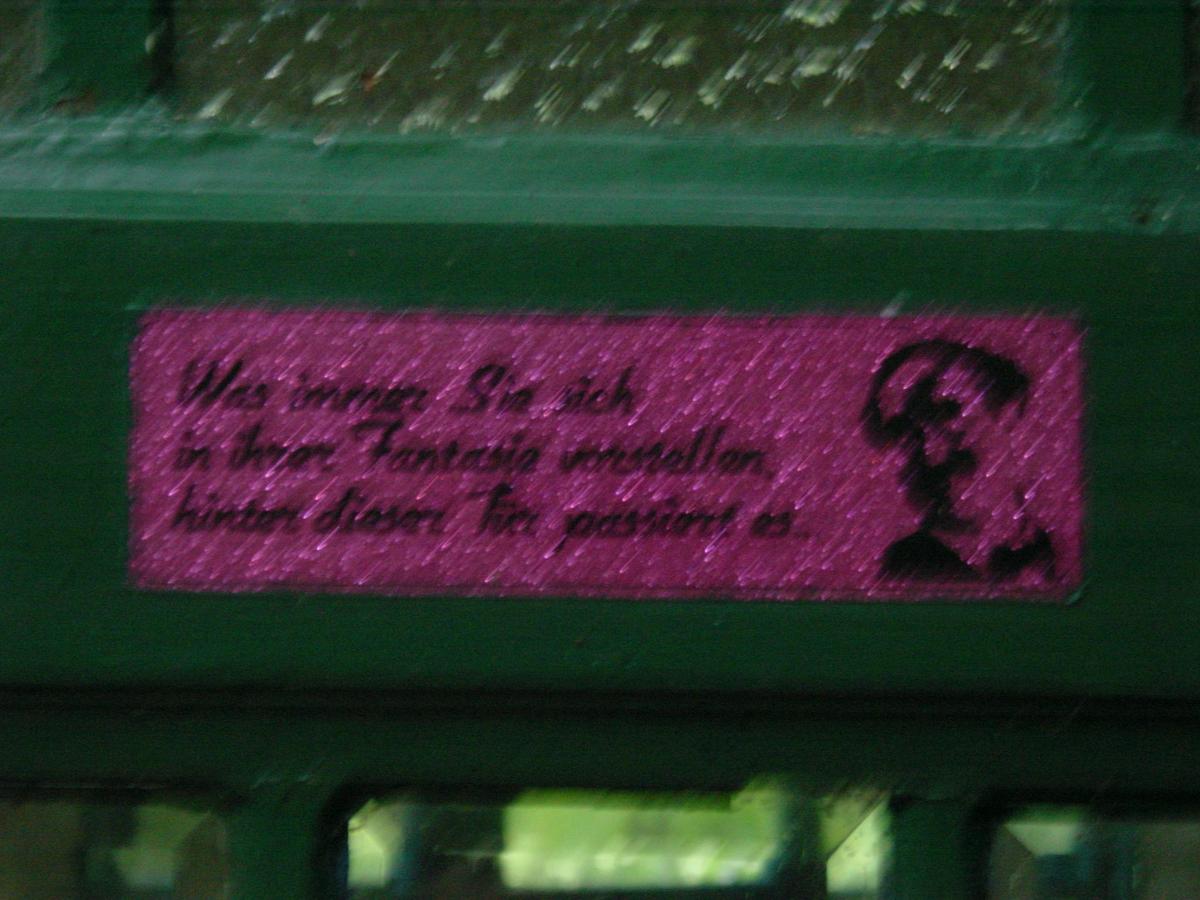 Was immer Sie sich
in ihrer Fantasie vorstellen,
hinter dieser Tür passiert es...